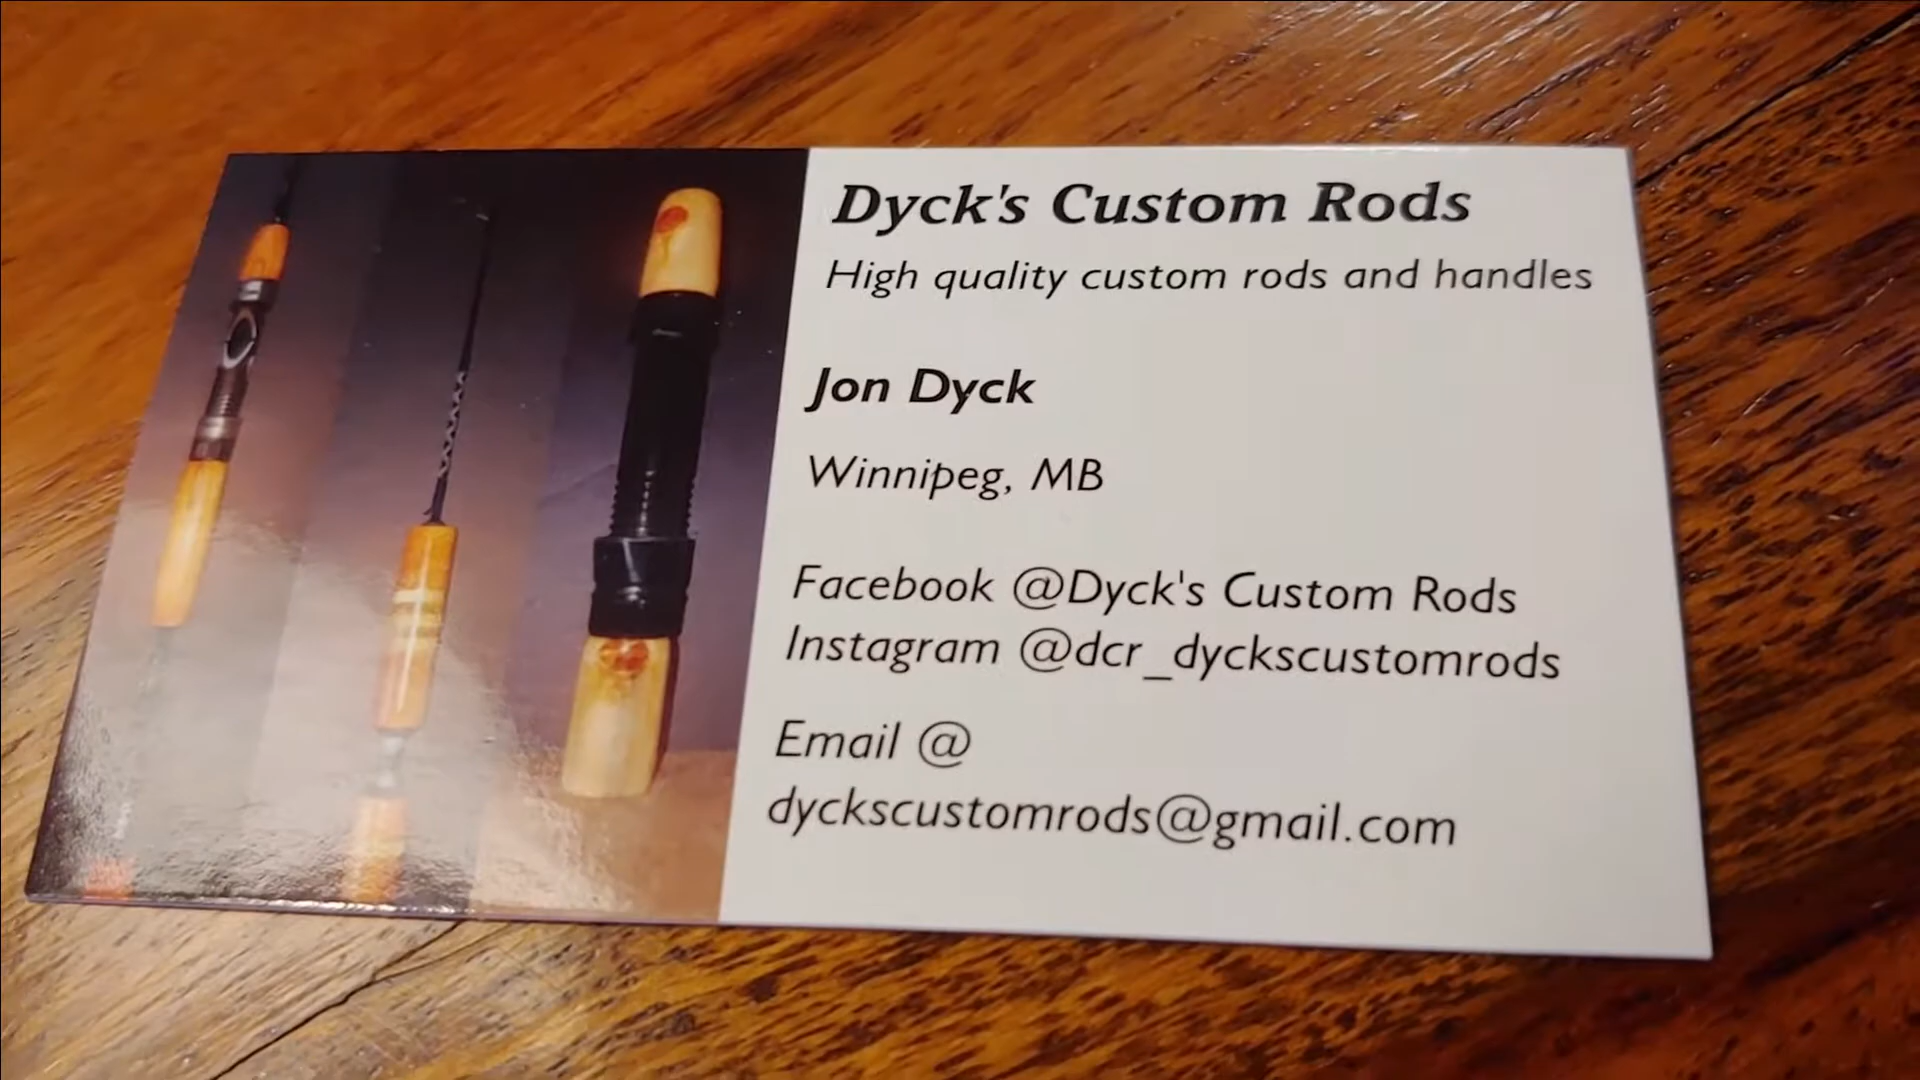 Dyck's Custom Rods
High quality custom rods and handles
Jon Dyck
Winnipeg, MB
Facebook @Dyck's Custom Rods
Instagram @dcr_dyckscustomrods
Email @
dyckscustomrods@gmail.com